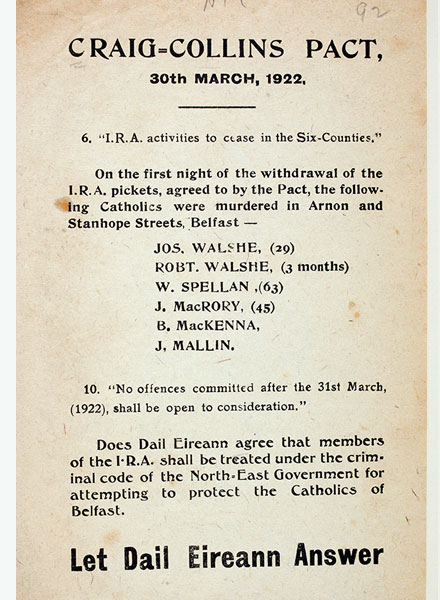 92
CRAIG=COLLINS PACT,
30th MARCH, 1922.
6. "I.R.A. activities to cease in the Six-Counties."
On the first night of the withdrawal of the
I.R.A. pickets, agreed to by the Pact, the follow-
ing Catholics were murdered in Arnon and
Stanhope Streets, Belfast —
JOS. WALSHE, (29)
ROBT. WALSHE, (3 months)
W. SPELLAN ,(63)
J. MacRORY, (45)
B. MacKENNA,
J, MALLIN.
10. "No offences committed after the 31st March,
(1922), shall be open to consideration."
Does Dail Eireann agree that members
of the I·R.A. shall be treated under the crim-
inal code of the North=East Government for
attempting to protect the Catholics of
Belfast.
Let Dail Eireann Answer